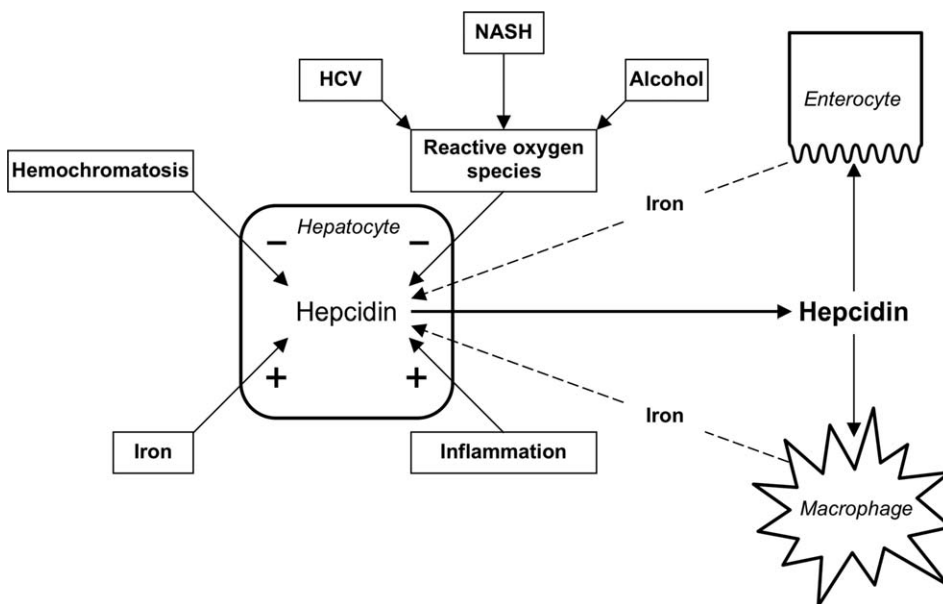 NASH
HCV
Alcohol
Reactive oxygen
species
Enterocyte
Hemochromatosis
Iron
Hepatocyte
−
−
Hepcidin
Hepcidin
+
+
Iron
Iron
Inflammation
Macrophage